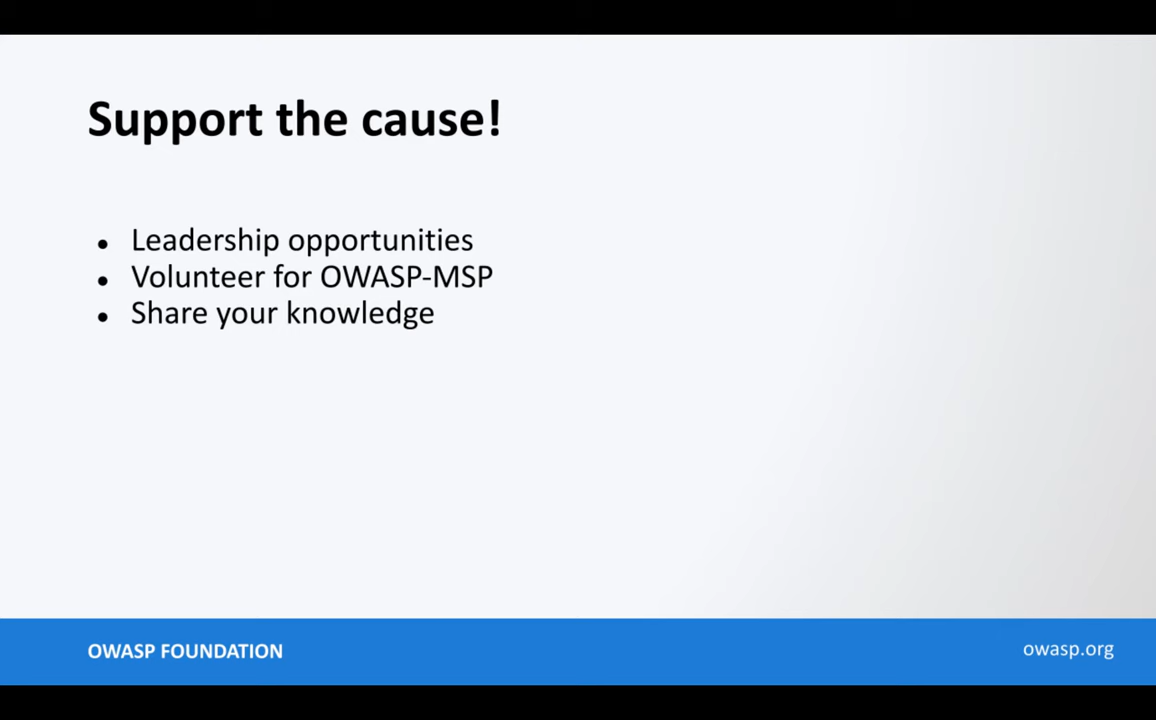 Support the cause!
● Leadership opportunities
● Volunteer for OWASP-MSP
● Share your knowledge
OWASP FOUNDATION
owasp.org